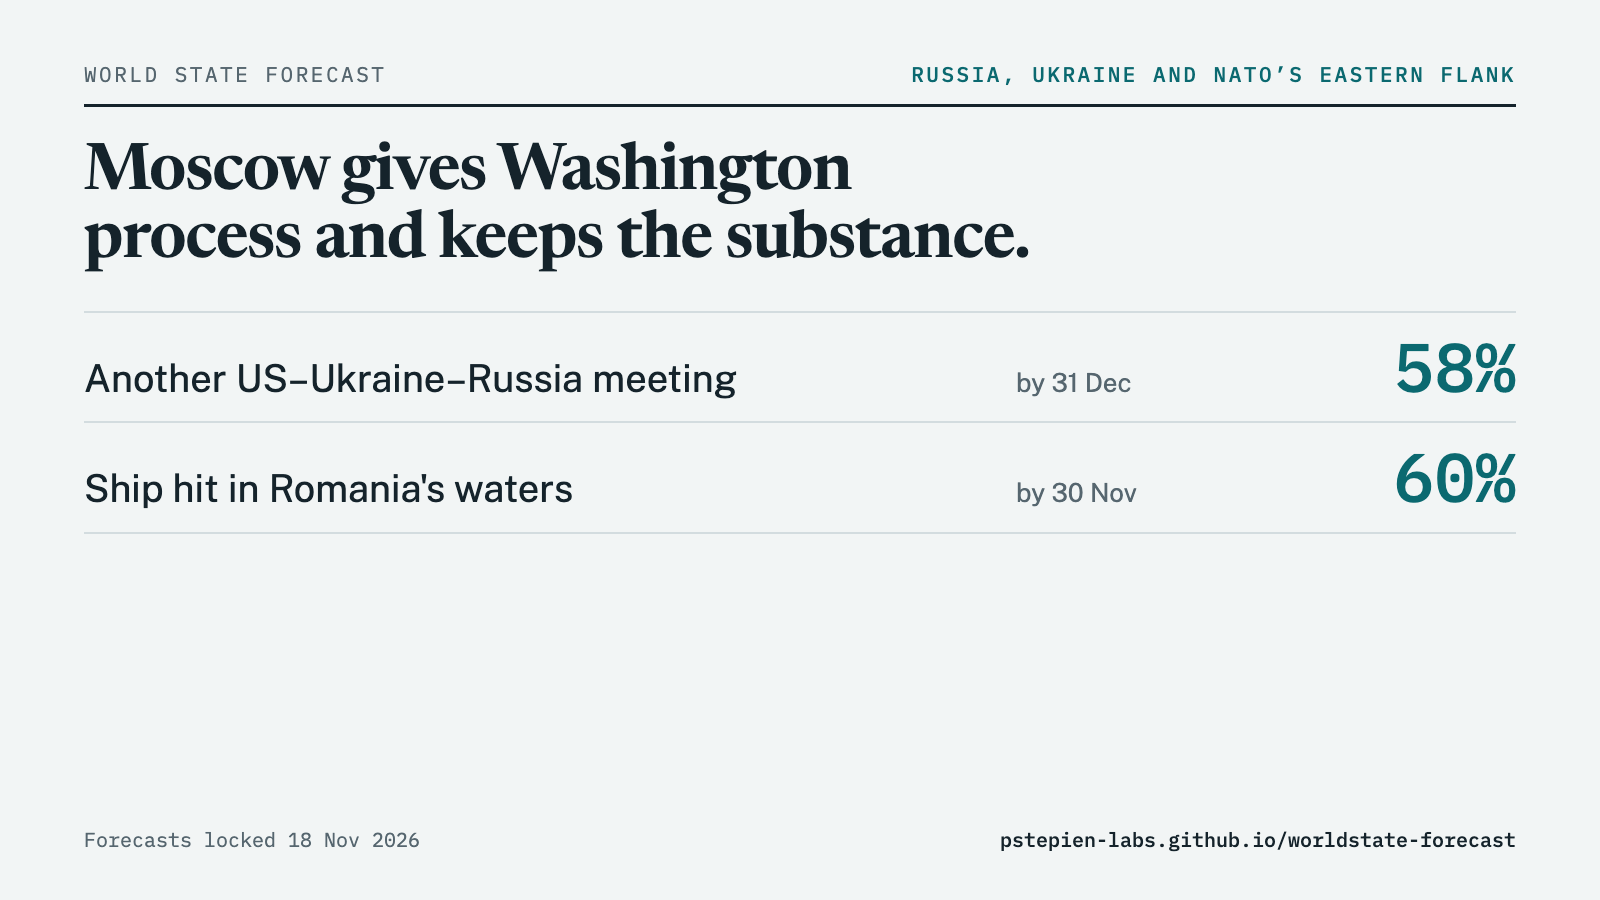 WORLD STATE FORECAST
RUSSIA, UKRAINE AND NATO’S EASTERN FLANK
Moscow gives Washington
process and keeps the substance.
Another US–Ukraine–Russia meeting by 31 Dec 58%
Ship hit in Romania's waters by 30 Nov 60%
Forecasts locked 18 Nov 2026
pstepien-labs.github.io/worldstate-forecast